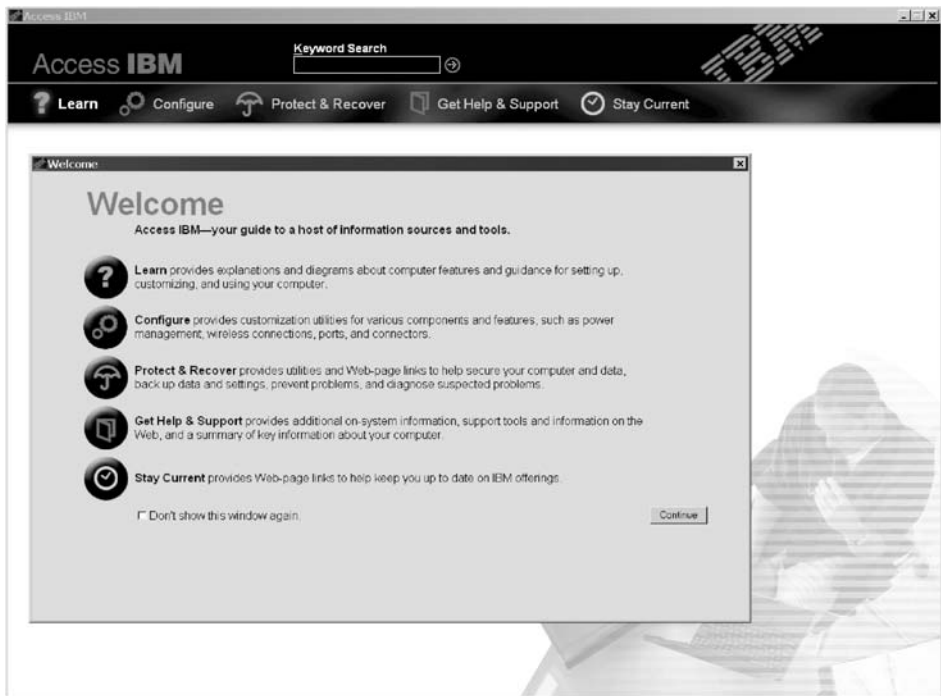 Access IBM
Keyword Search
Access IBM
IBM
Learn
Configure
Protect & Recover
Get Help & Support
Stay Current
Welcome
Welcome
Access IBM—your guide to a host of information sources and tools.
Learn provides explanations and diagrams about computer features and guidance for setting up,
customizing, and using your computer.
Configure provides customization utilities for various components and features, such as power
management, wireless connections, ports, and connectors.
Protect & Recover provides utilities and Web-page links to help secure your computer and data,
back up data and settings, prevent problems, and diagnose suspected problems.
Get Help & Support provides additional on-system information, support tools and information on the
Web, and a summary of key information about your computer.
Stay Current provides Web-page links to help keep you up to date on IBM offerings.
Don't show this window again.
Continue